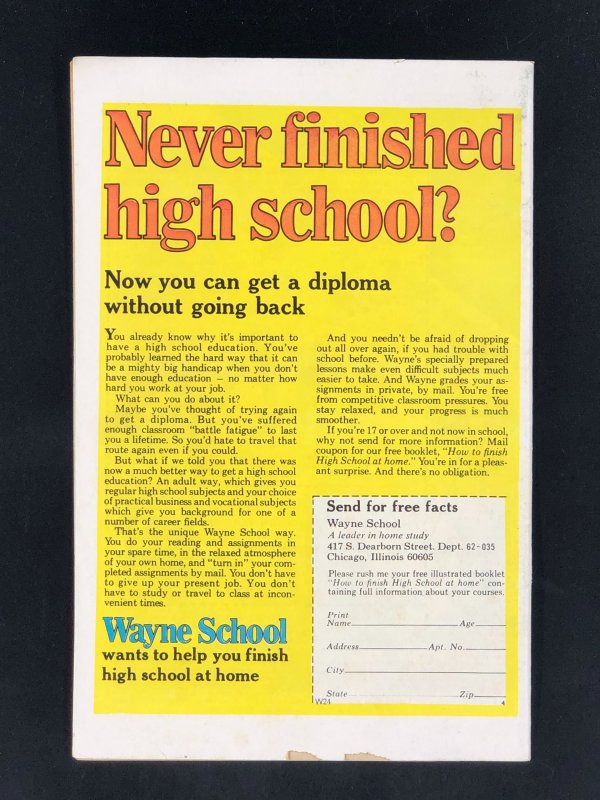 Never finished
high school?
Now you can get a diploma
without going back
You already know why it's important to
have a high school education. You've
probably learned the hard way that it can
be a mighty big handicap when you don't
have enough education – no matter how
hard you work at your job.
What can you do about it?
Maybe you've thought of trying again
to get a diploma. But you've suffered
enough classroom "battle fatigue" to last
you a lifetime. So you'd hate to travel that
route again even if you could.
But what if we told you that there was
now a much better way to get a high school
education? An adult way, which gives you
regular high school subjects and your choice
of practical business and vocational subjects
which give you background for one of a
number of career fields.
That's the unique Wayne School way.
You do your reading and assignments in
your spare time, in the relaxed atmosphere
of your own home, and "turn in" your com-
pleted assignments by mail. You don't have
to give up your present job. You don't
have to study or travel to class at incon-
venient times.
Wayne School
wants to help you finish
high school at home
And you needn't be afraid of dropping
out all over again, if you had trouble with
school before. Wayne's specially prepared
lessons make even difficult subjects much
easier to take. And Wayne grades your as-
signments in private, by mail. You're free
from competitive classroom pressures. You
stay relaxed, and your progress is much
smoother.
If you're 17 or over and not now in school,
why not send for more information? Mail
coupon for our free booklet, "How to finish
High School at home." You're in for a pleas-
ant surprise. And there's no obligation.
Send for free facts
Wayne School
A leader in home study
417 S. Dearborn Street. Dept. 62-035
Chicago, Illinois 60605
Please rush me your free illustrated booklet
"How to finish High School at home" con-
taining full information about your courses.
Print
Name Age
Address Apt. No.
City
State Zip
W24 4